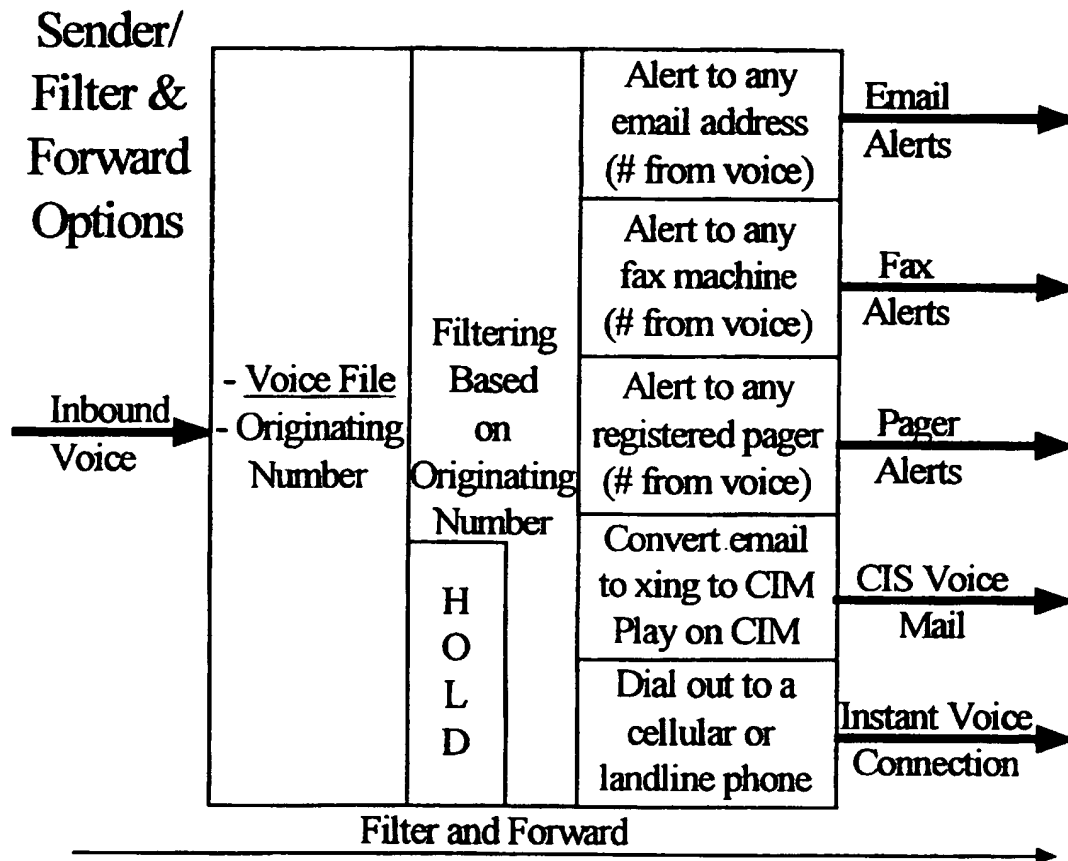 Sender/
Filter &
Forward
Options
Inbound
Voice
- Voice File
- Originating
Number
Filtering
Based
on
Originating
Number
H
O
L
D
Alert to any
email address
(# from voice)
Alert to any
fax machine
(# from voice)
Alert to any
registered pager
(# from voice)
Convert email
to xing to CIM
Play on CIM
Dial out to a
cellular or
landline phone
Email
Alerts
Fax
Alerts
Pager
Alerts
CIS Voice
Mail
Instant Voice
Connection
Filter and Forward